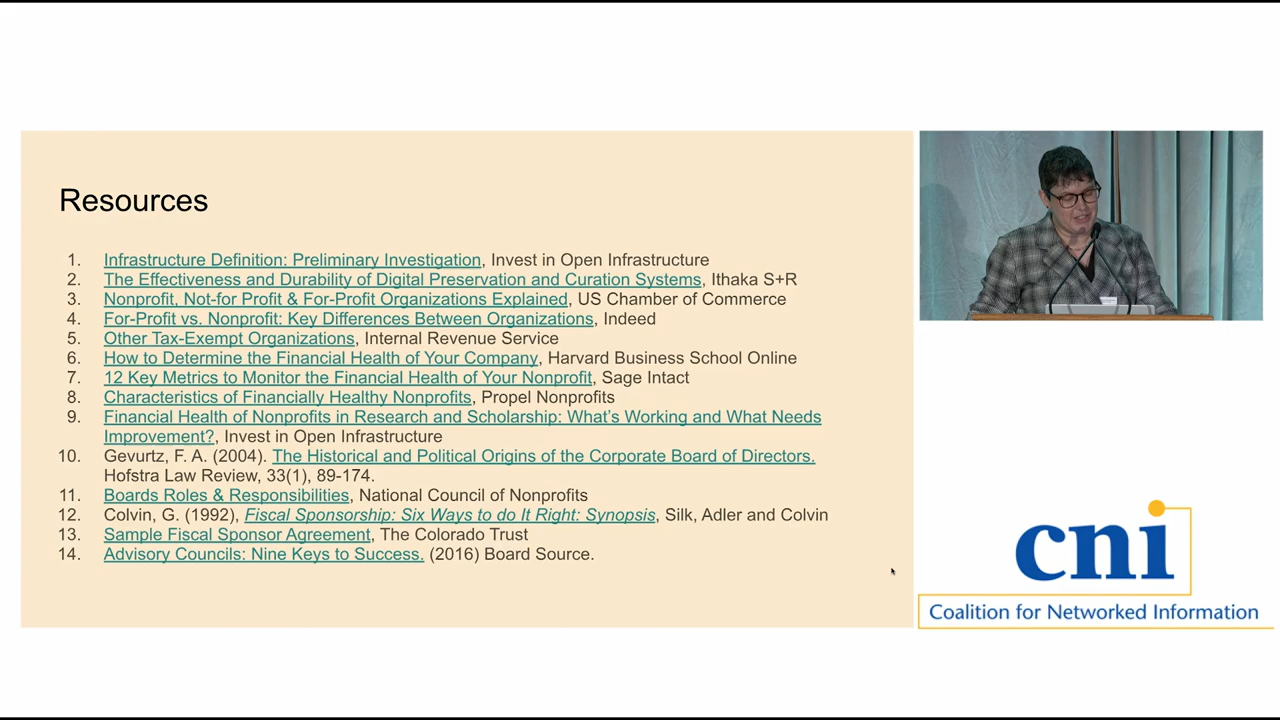 Resources
1. Infrastructure Definition: Preliminary Investigation, Invest in Open Infrastructure
2. The Effectiveness and Durability of Digital Preservation and Curation Systems, Ithaka S+R
3. Nonprofit, Not-for Profit & For-Profit Organizations Explained, US Chamber of Commerce
4. For-Profit vs. Nonprofit: Key Differences Between Organizations, Indeed
5. Other Tax-Exempt Organizations, Internal Revenue Service
6. How to Determine the Financial Health of Your Company, Harvard Business School Online
7. 12 Key Metrics to Monitor the Financial Health of Your Nonprofit, Sage Intact
8. Characteristics of Financially Healthy Nonprofits, Propel Nonprofits
9. Financial Health of Nonprofits in Research and Scholarship: What's Working and What Needs
Improvement?, Invest in Open Infrastructure
10. Gevurtz, F. A. (2004). The Historical and Political Origins of the Corporate Board of Directors.
Hofstra Law Review, 33(1), 89-174.
11. Boards Roles & Responsibilities, National Council of Nonprofits
12. Colvin, G. (1992), Fiscal Sponsorship: Six Ways to do It Right: Synopsis, Silk, Adler and Colvin
13. Sample Fiscal Sponsor Agreement, The Colorado Trust
14. Advisory Councils: Nine Keys to Success. (2016) Board Source.
cni
Coalition for Networked Information